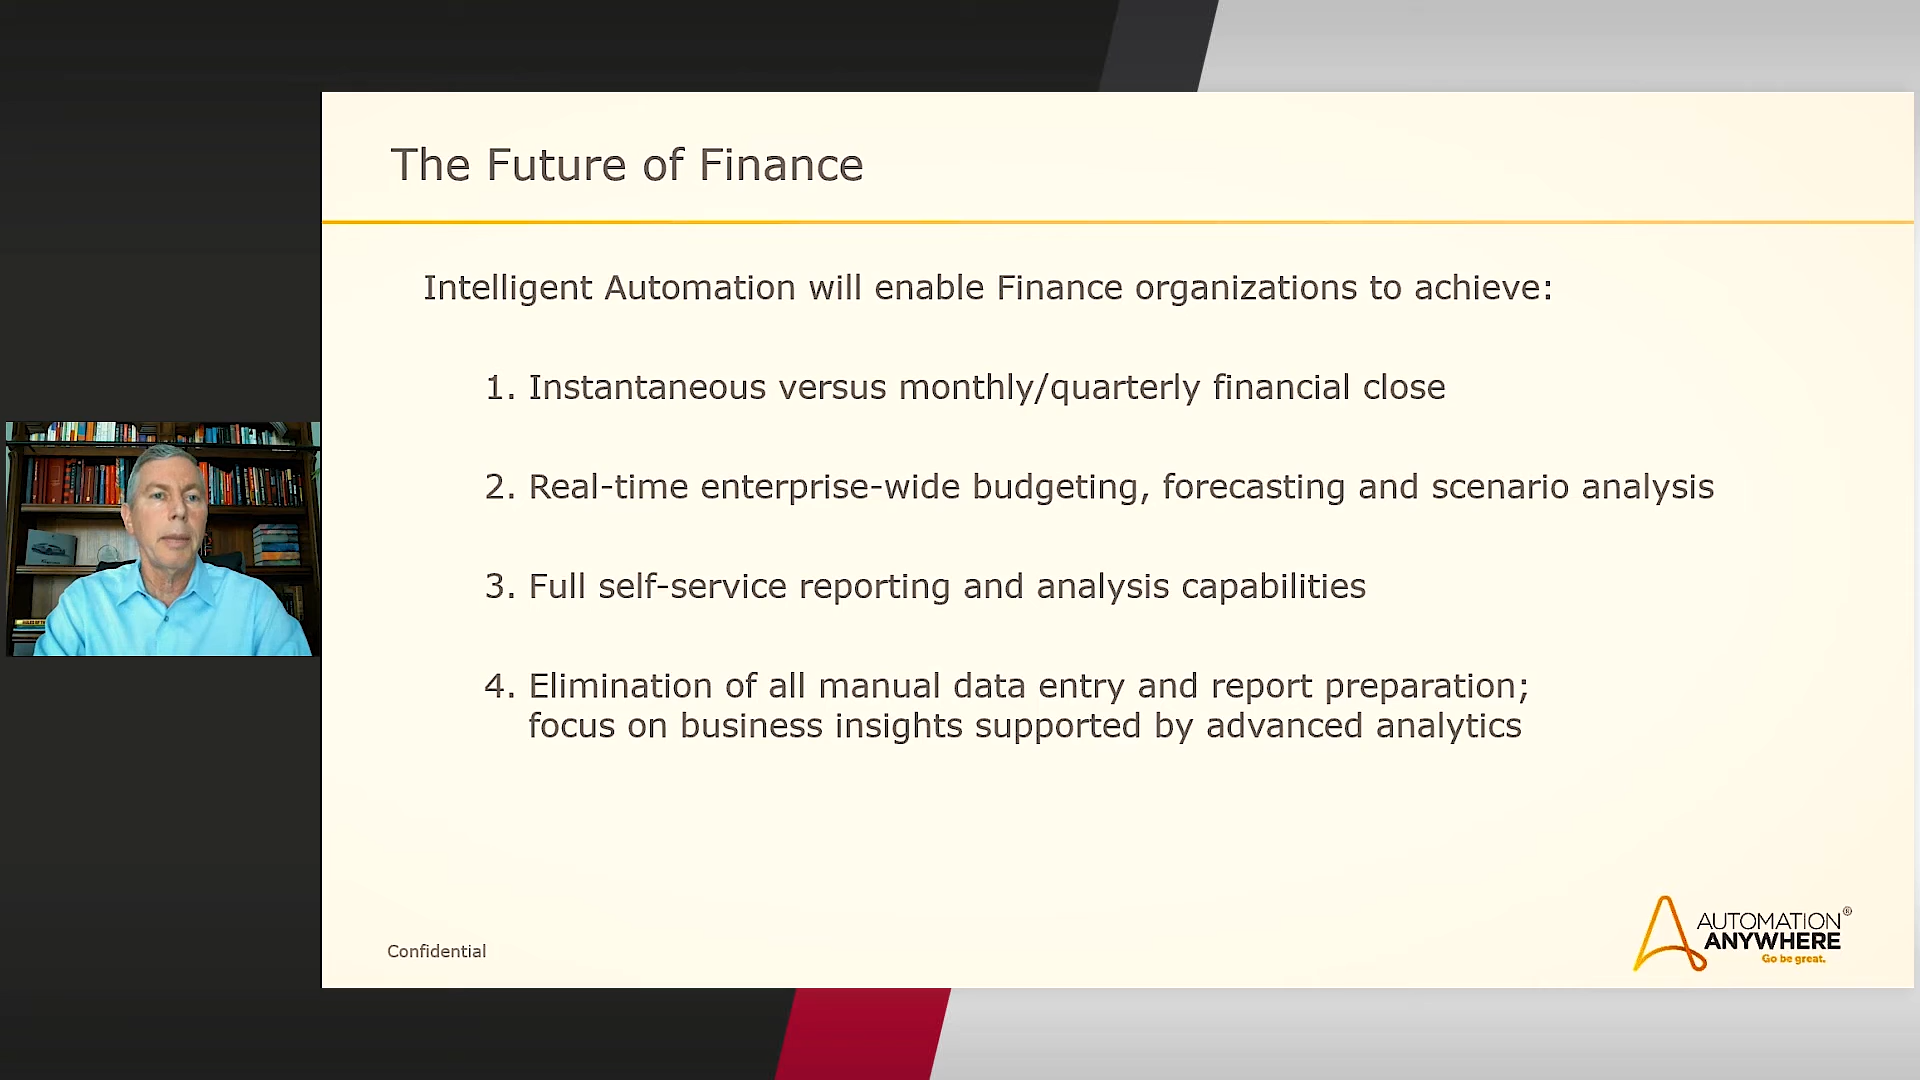 The Future of Finance
Intelligent Automation will enable Finance organizations to achieve:
1. Instantaneous versus monthly/quarterly financial close
2. Real-time enterprise-wide budgeting, forecasting and scenario analysis
3. Full self-service reporting and analysis capabilities
4. Elimination of all manual data entry and report preparation;
focus on business insights supported by advanced analytics
Confidential
AUTOMATION®
ANYWHERE
Go be great.